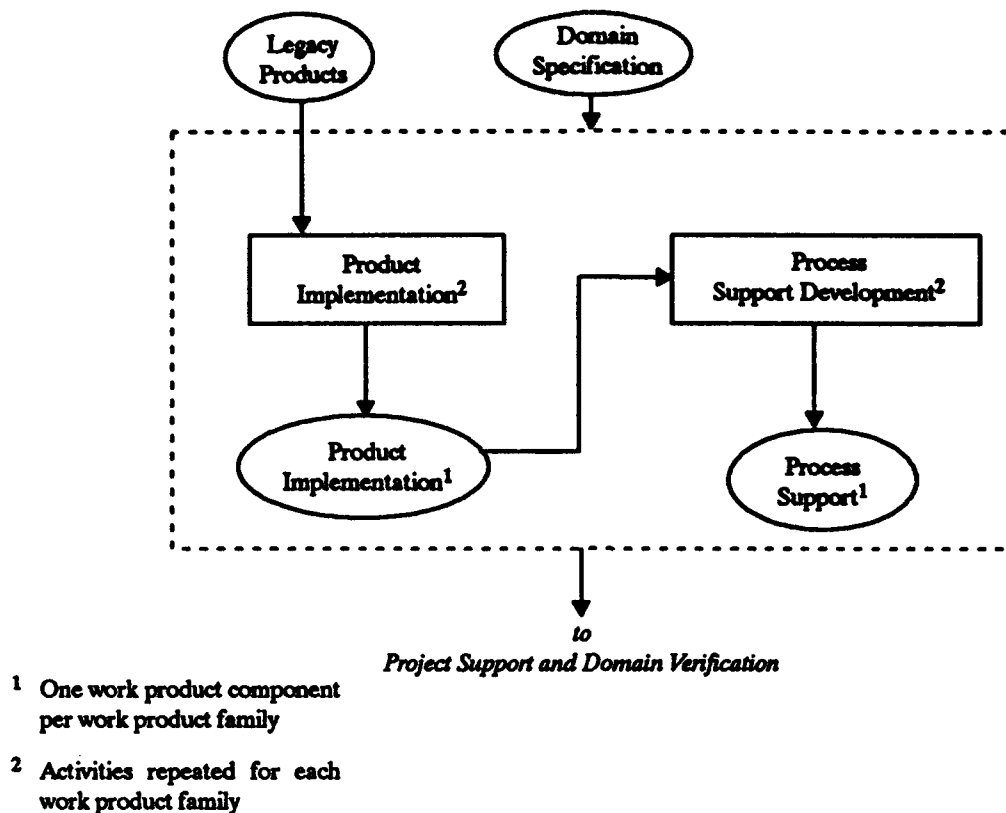 Legacy
Products
Domain
Specification
Product
Implementation²
Process
Support Development²
Product
Implementation¹
Process
Support¹
to
Project Support and Domain Verification
¹ One work product component
per work product family
² Activities repeated for each
work product family